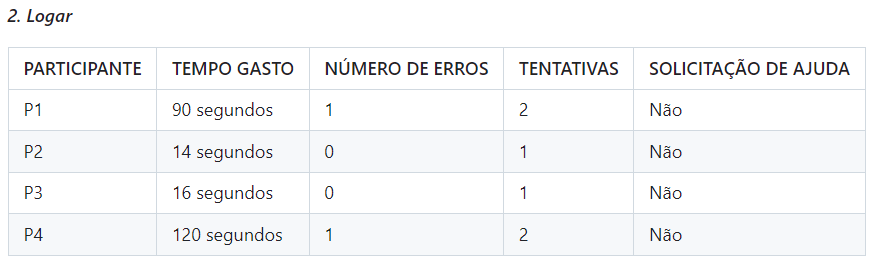 2. Logar
PARTICIPANTE TEMPO GASTO NÚMERO DE ERROS TENTATIVAS SOLICITAÇÃO DE AJUDA
P1 90 segundos 1 2 Não
P2 14 segundos 0 1 Não
P3 16 segundos 0 1 Não
P4 120 segundos 1 2 Não